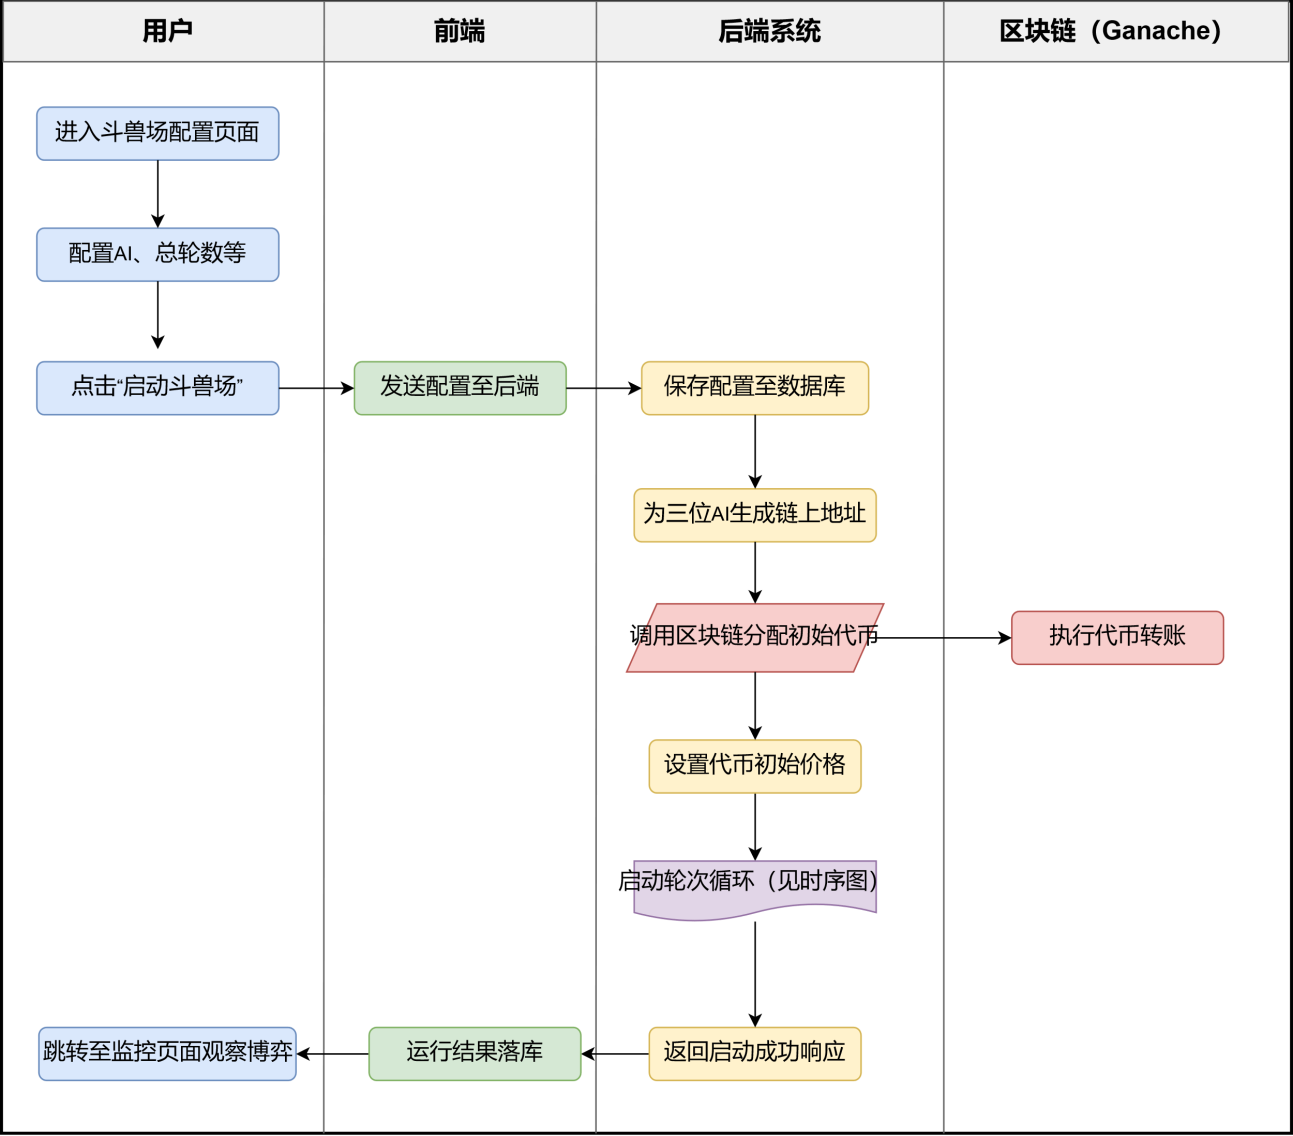 用户
前端
后端系统
区块链（Ganache）
进入斗兽场配置页面
配置AI、总轮数等
点击“启动斗兽场”
发送配置至后端
保存配置至数据库
为三位AI生成链上地址
调用区块链分配初始代币
执行代币转账
设置代币初始价格
启动轮次循环（见时序图）
跳转至监控页面观察博弈
运行结果落库
返回启动成功响应